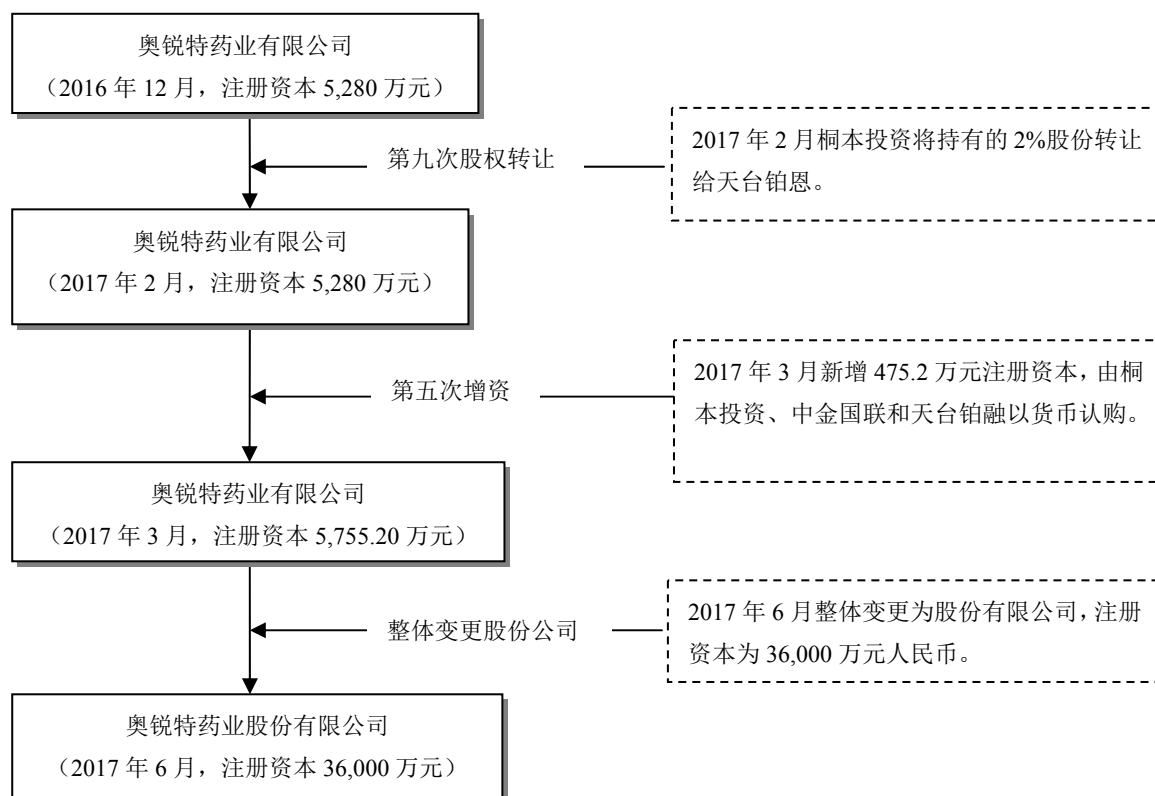 奥锐特药业有限公司
（2016 年 12 月，注册资本 5,280 万元）
第九次股权转让
2017 年 2 月桐本投资将持有的 2%股份转让
给天台铂恩。
奥锐特药业有限公司
（2017 年 2 月，注册资本 5,280 万元）
第五次增资
2017 年 3 月新增 475.2 万元注册资本，由桐
本投资、中金国联和天台铂融以货币认购。
奥锐特药业有限公司
（2017 年 3 月，注册资本 5,755.20 万元）
整体变更股份公司
2017 年 6 月整体变更为股份有限公司，注册
资本为 36,000 万元人民币。
奥锐特药业股份有限公司
（2017 年 6 月，注册资本 36,000 万元）